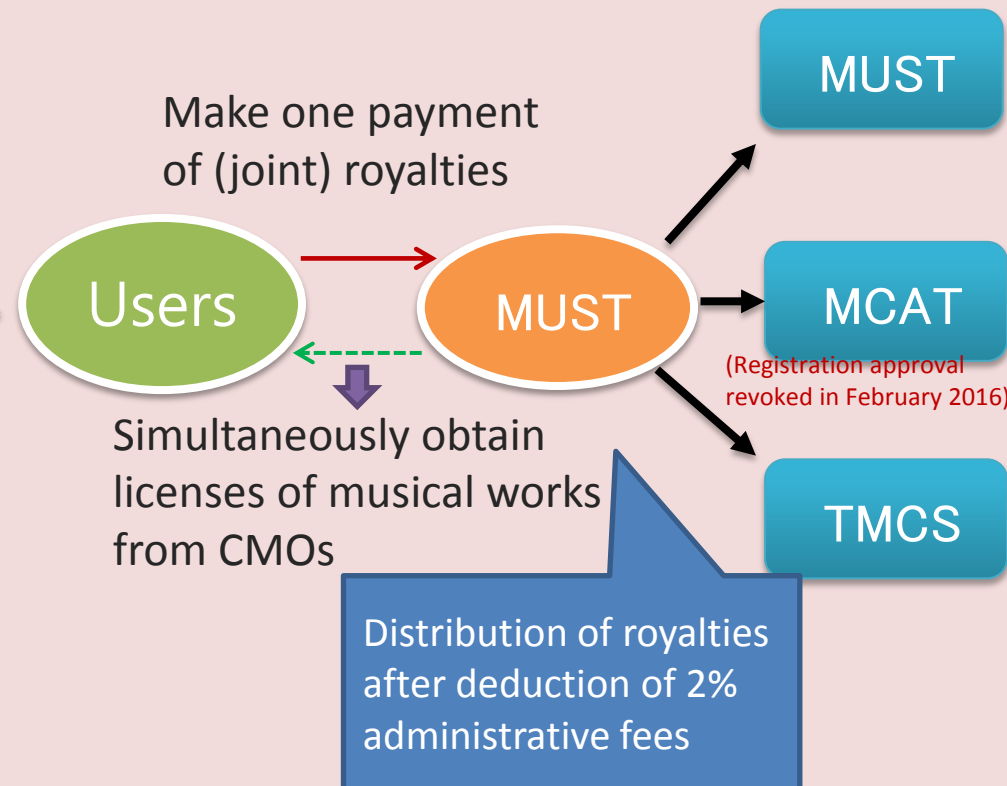 MUST
Make one payment
of (joint) royalties
Users
MUST
MCAT
(Registration approval
revoked in February 2016)
Simultaneously obtain
licenses of musical works
from CMOs
TMCS
Distribution of royalties
after deduction of 2%
administrative fees